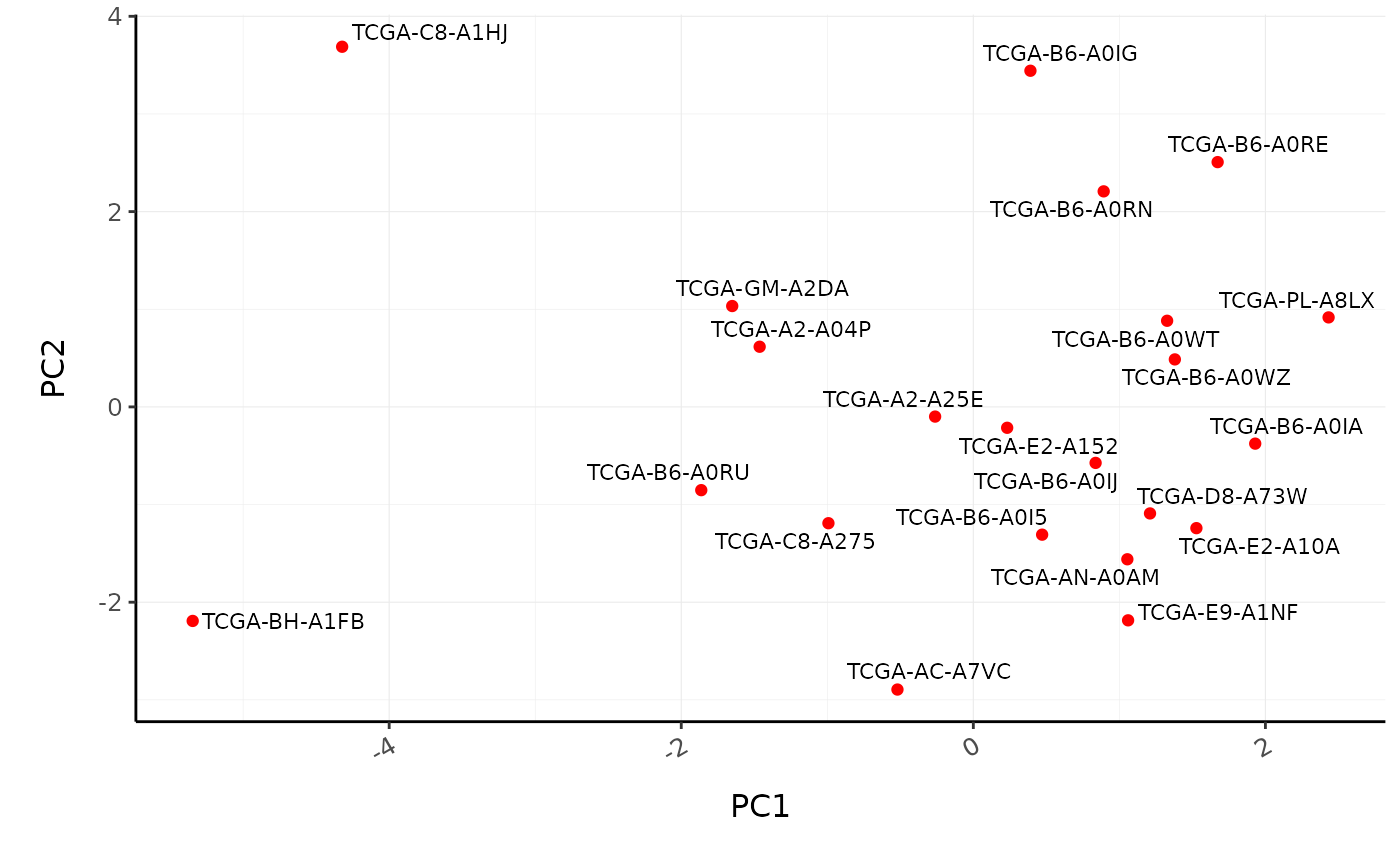 4
TCGA-C8-A1HJ
TCGA-B6-A0IG
TCGA-B6-A0RE
2
TCGA-B6-A0RN
TCGA-GM-A2DA
TCGA-PL-A8LX
TCGA-A2-A04P
TCGA-B6-A0WT
PC2
TCGA-B6-A0WZ
0
TCGA-A2-A25E
TCGA-B6-A0IA
TCGA-E2-A152
TCGA-B6-A0RU
TCGA-B6-A0IJ
TCGA-D8-A73W
TCGA-B6-A0I5
TCGA-C8-A275
TCGA-E2-A10A
TCGA-AN-A0AM
-2
TCGA-BH-A1FB
TCGA-E9-A1NF
TCGA-AC-A7VC
-4
-2
0
2
PC1